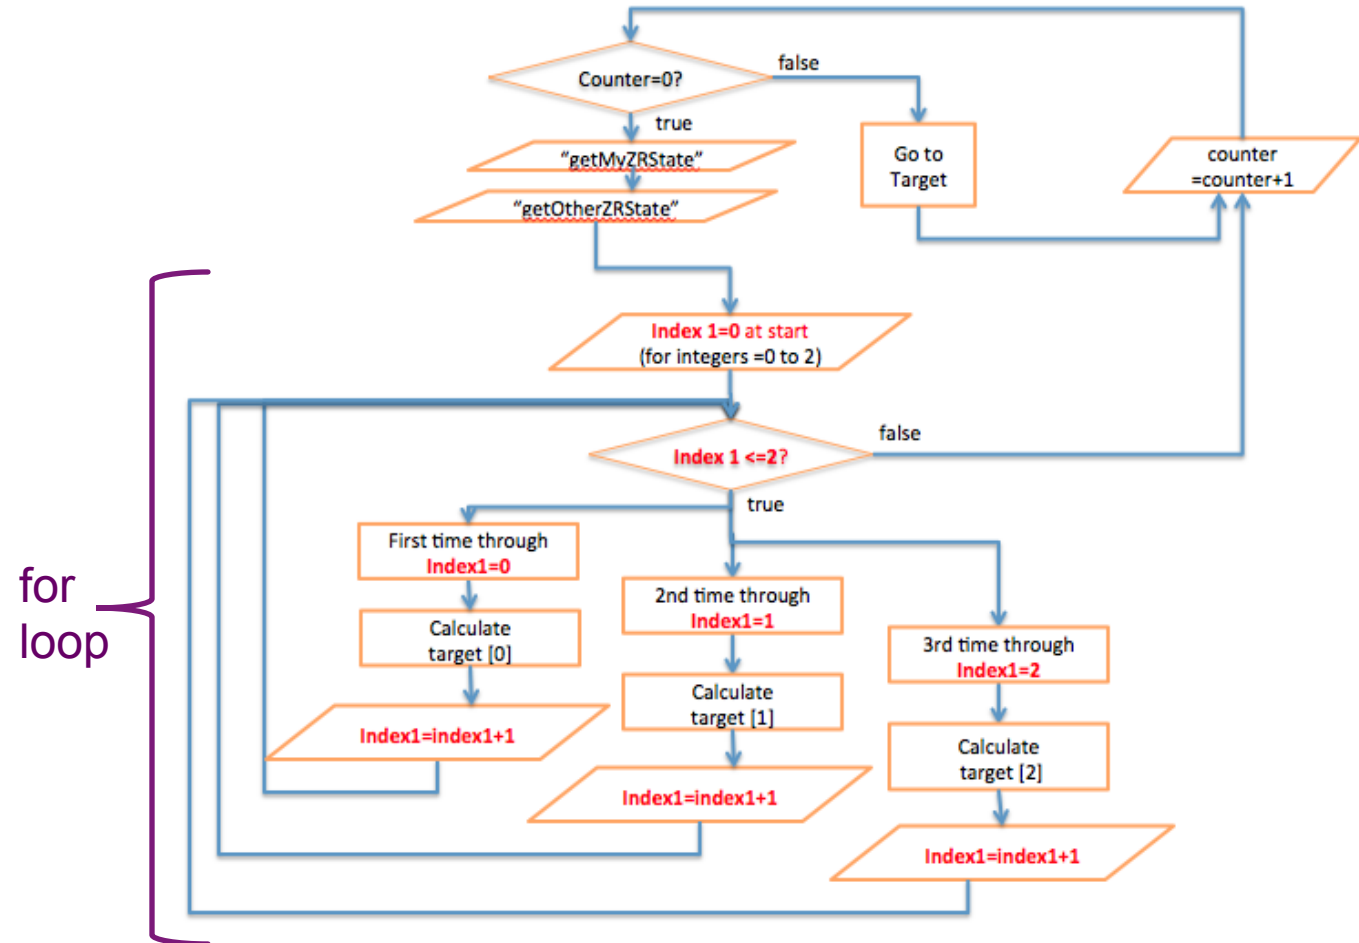 Counter=0?
false
true
"getMyZRState"
"getOtherZRState"
Go to
Target
counter
=counter+1
Index 1=0 at start
(for integers =0 to 2)
Index 1 <=2?
false
true
for
loop
First time through
Index1=0
Calculate
target [0]
Index1=index1+1
2nd time through
Index1=1
Calculate
target [1]
Index1=index1+1
3rd time through
Index1=2
Calculate
target [2]
Index1=index1+1